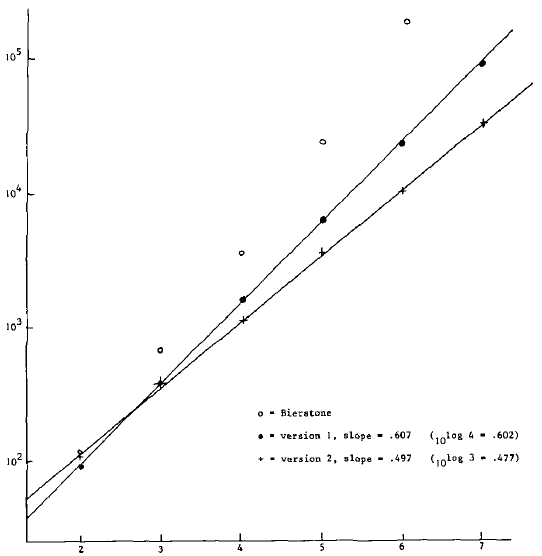 10^5
10^4
10^3
10^2
o = Bierstone
● = version 1, slope = .607 (₁₀log 4 = .602)
+ = version 2, slope = .497 (₁₀log 3 = .477)
2 3 4 5 6 7